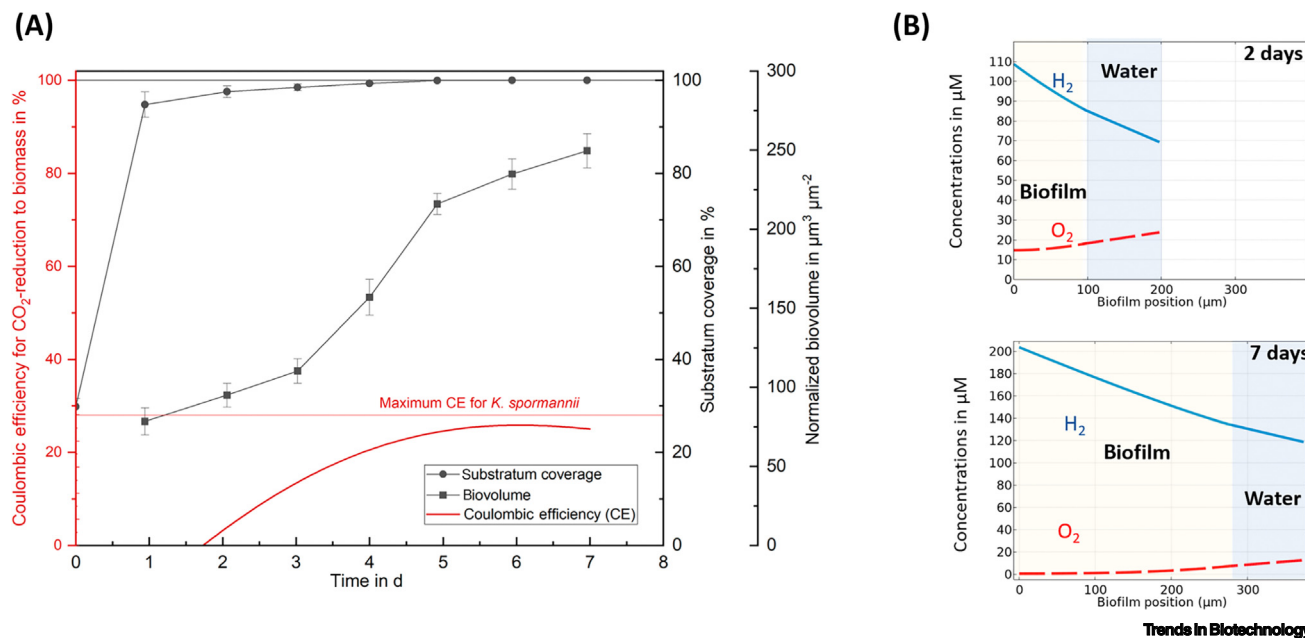 (A)
(B)
Coulombic efficiency for CO₂-reduction to biomass in %
100
80
60
40
20
0
Maximum CE for K. spormannii
Substratum coverage
Biovolume
Coulombic efficiency (CE)
0 1 2 3 4 5 6 7 8
Time in d
100
80
60
40
20
0
Substratum coverage in %
300
250
200
150
100
50
0
Normalized biovolume in µm³ µm⁻²
2 days
Water
H₂
Biofilm
O₂
Concentrations in µM
110
100
90
80
70
60
50
40
30
20
10
0
0 100 200 300
Biofilm position (µm)
7 days
H₂
Biofilm
Water
O₂
Concentrations in µM
200
180
160
140
120
100
80
60
40
20
0
0 100 200 300
Biofilm position (µm)
Trends in Biotechnology